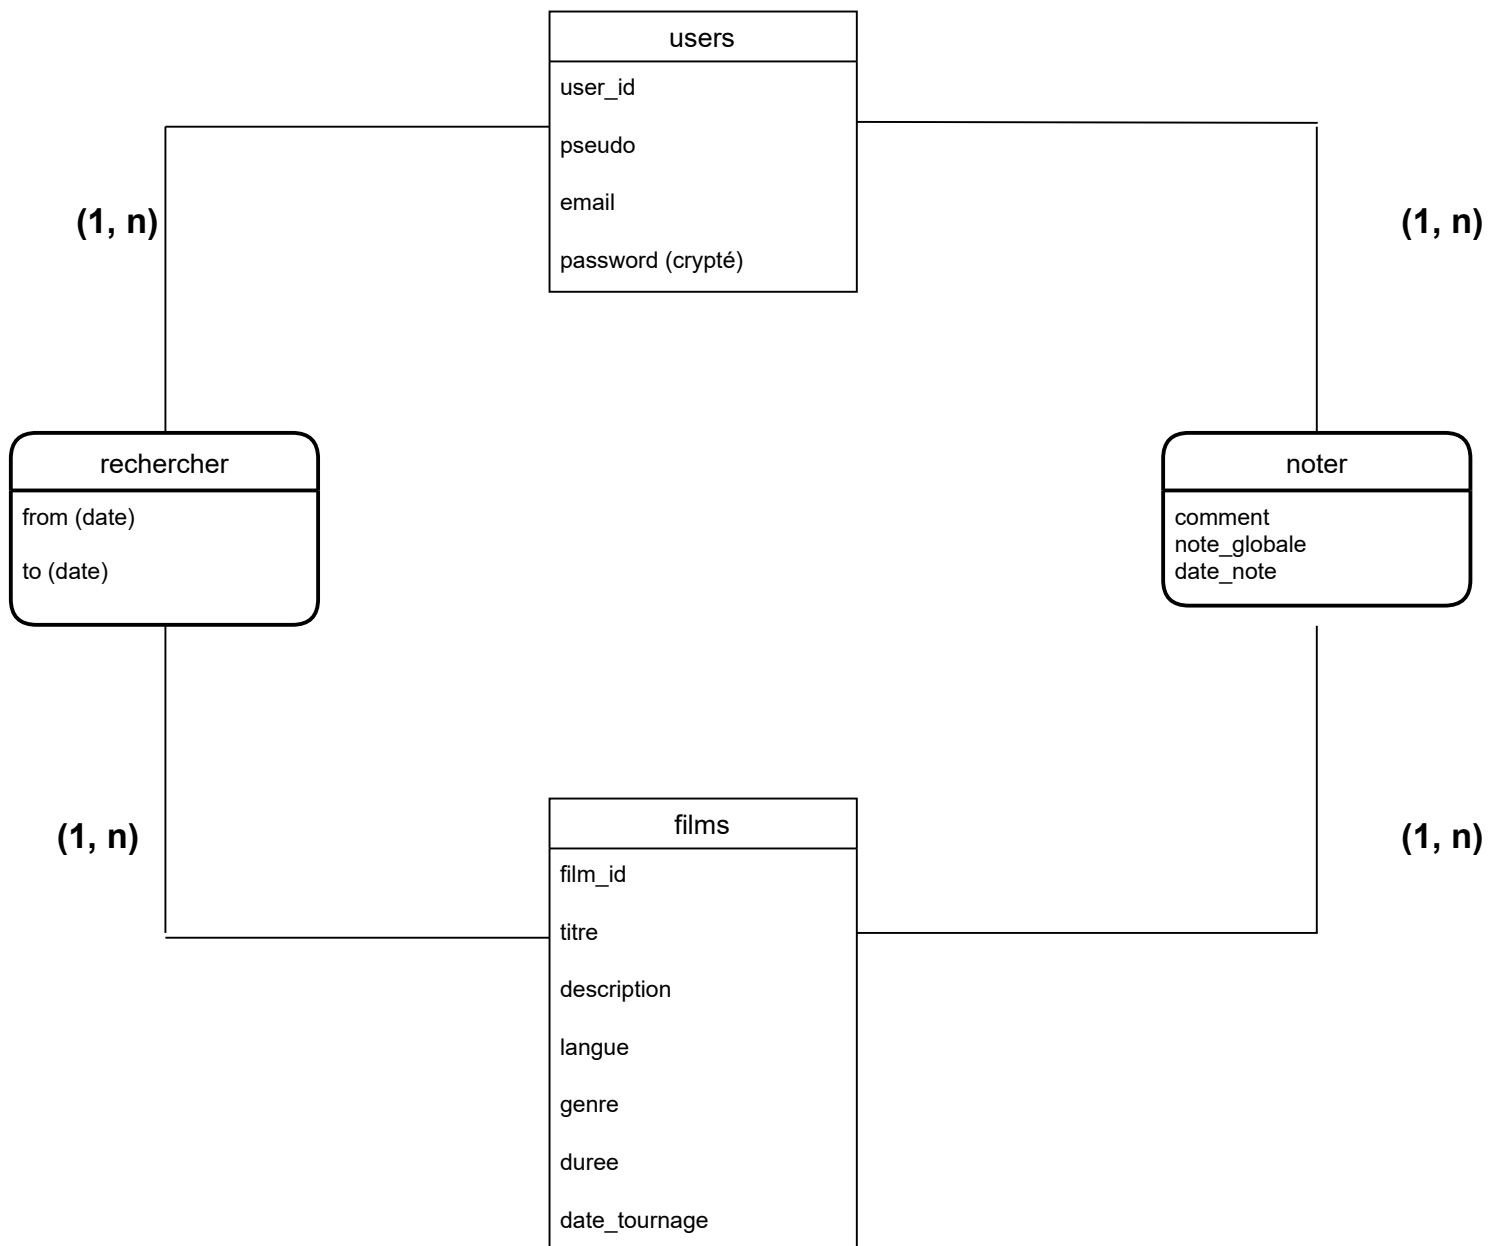 users
user_id
pseudo
email
password (crypté)
(1, n)
(1, n)
rechercher
from (date)
to (date)
noter
comment
note_globale
date_note
(1, n)
(1, n)
films
film_id
titre
description
langue
genre
duree
date_tournage